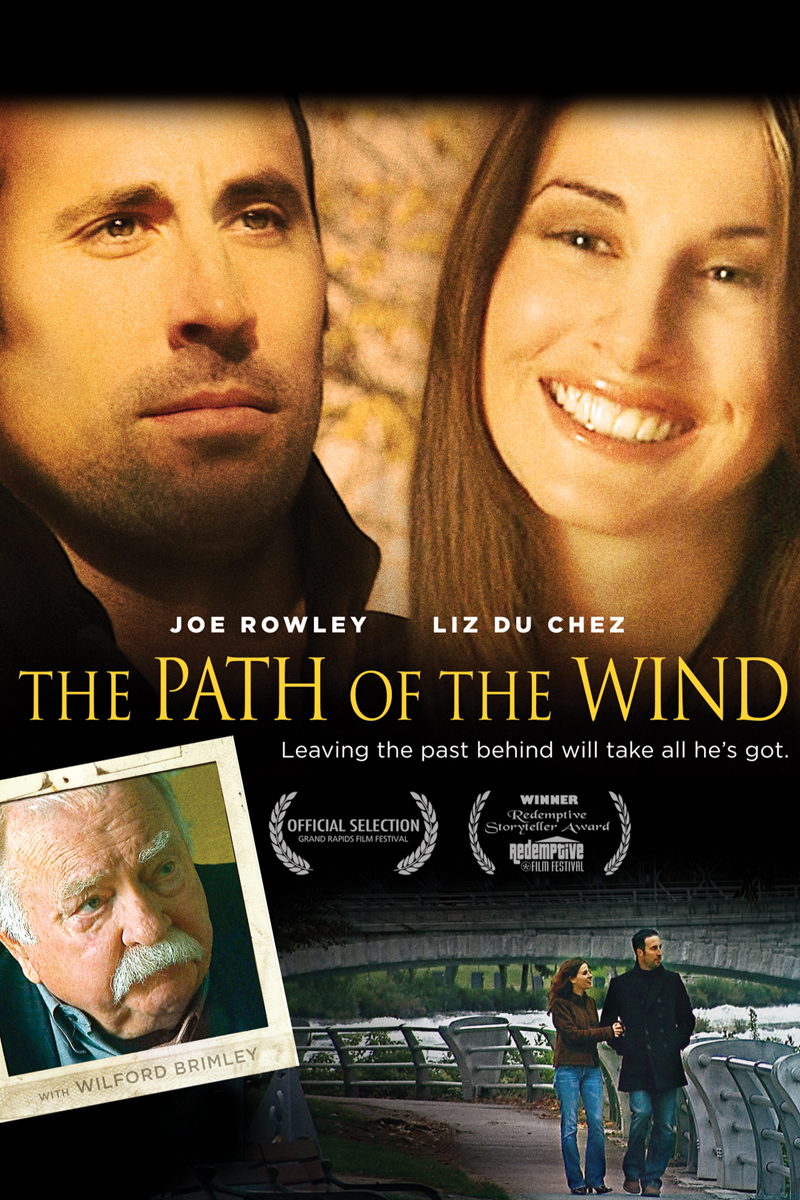 JOE ROWLEY LIZ DU CHEZ
THE PATH OF THE WIND
Leaving the past behind will take all he's got.
OFFICIAL SELECTION
GRAND RAPIDS FILM FESTIVAL
WINNER
Redemptive
Storyteller Award
REDEMPTIVE
FILM FESTIVAL
WITH WILFORD BRIMLEY